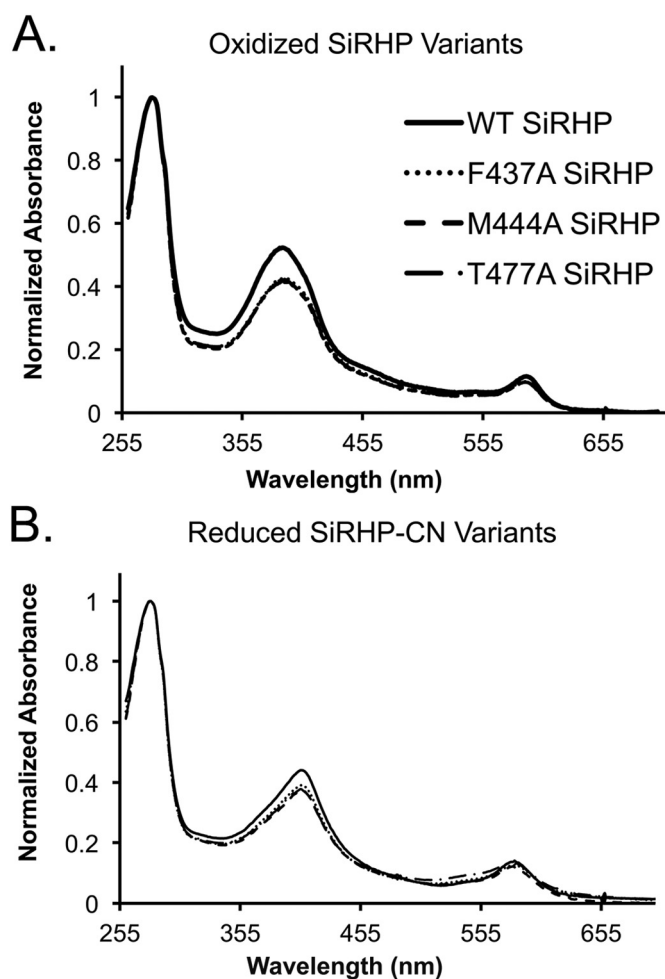 A.
Oxidized SiRHP Variants
1
0.8
0.6
0.4
0.2
0
Normalized Absorbance
WT SiRHP
F437A SiRHP
M444A SiRHP
T477A SiRHP
255
355
455
555
655
Wavelength (nm)
B.
Reduced SiRHP-CN Variants
1
0.8
0.6
0.4
0.2
0
Normalized Absorbance
255
355
455
555
655
Wavelength (nm)